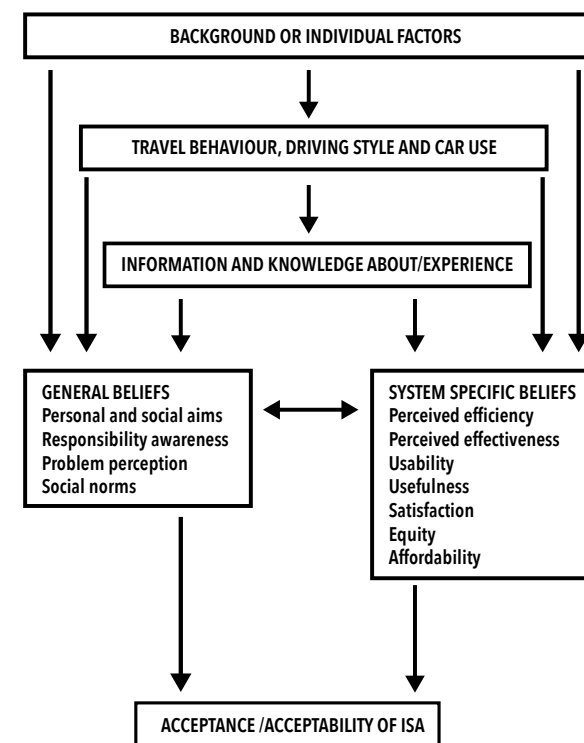 BACKGROUND OR INDIVIDUAL FACTORS
TRAVEL BEHAVIOUR, DRIVING STYLE AND CAR USE
INFORMATION AND KNOWLEDGE ABOUT/EXPERIENCE
GENERAL BELIEFS
Personal and social aims
Responsibility awareness
Problem perception
Social norms
SYSTEM SPECIFIC BELIEFS
Perceived efficiency
Perceived effectiveness
Usability
Usefulness
Satisfaction
Equity
Affordability
ACCEPTANCE /ACCEPTABILITY OF ISA